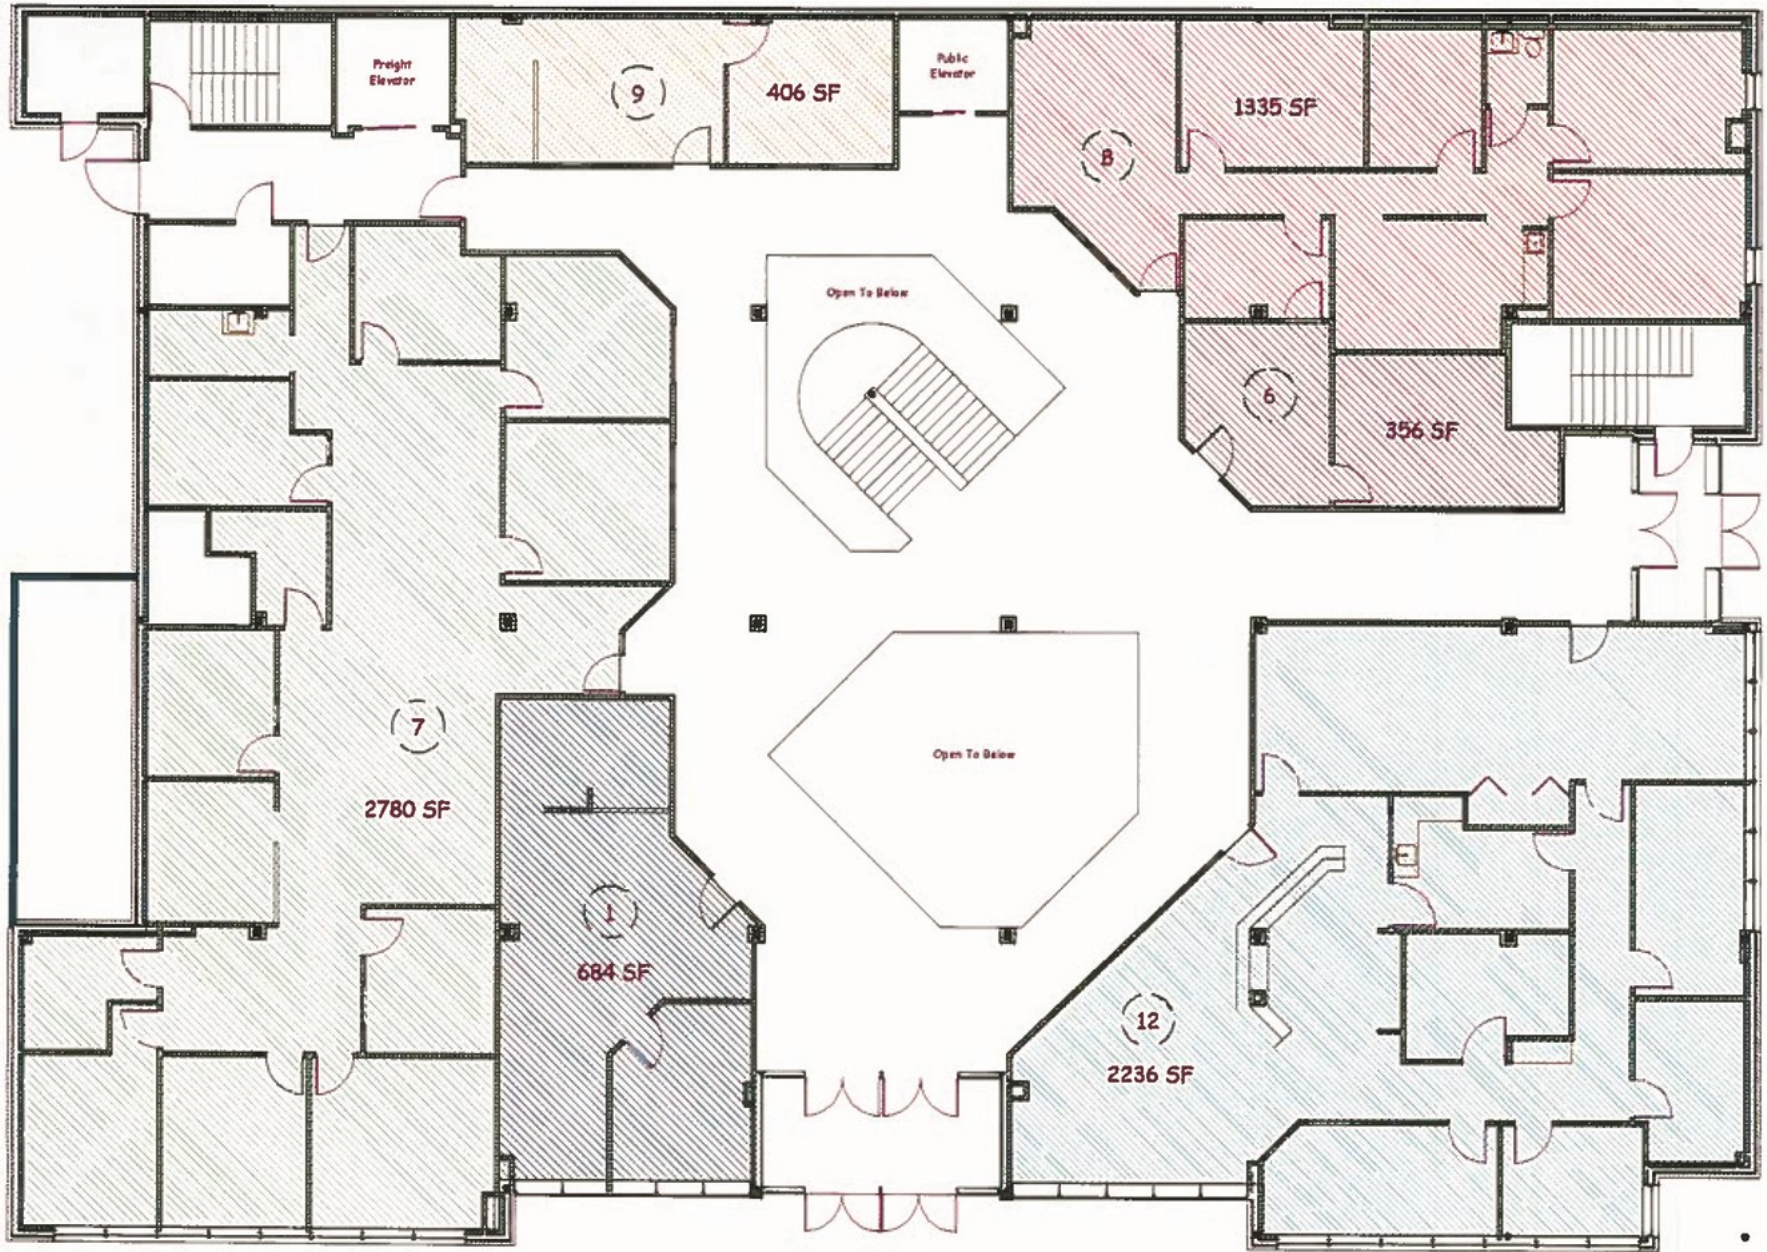 Freight
Elevator
9
406 SF
Public
Elevator
8
1335 SF
Open To Below
6
356 SF
7
2780 SF
Open To Below
1
684 SF
12
2236 SF